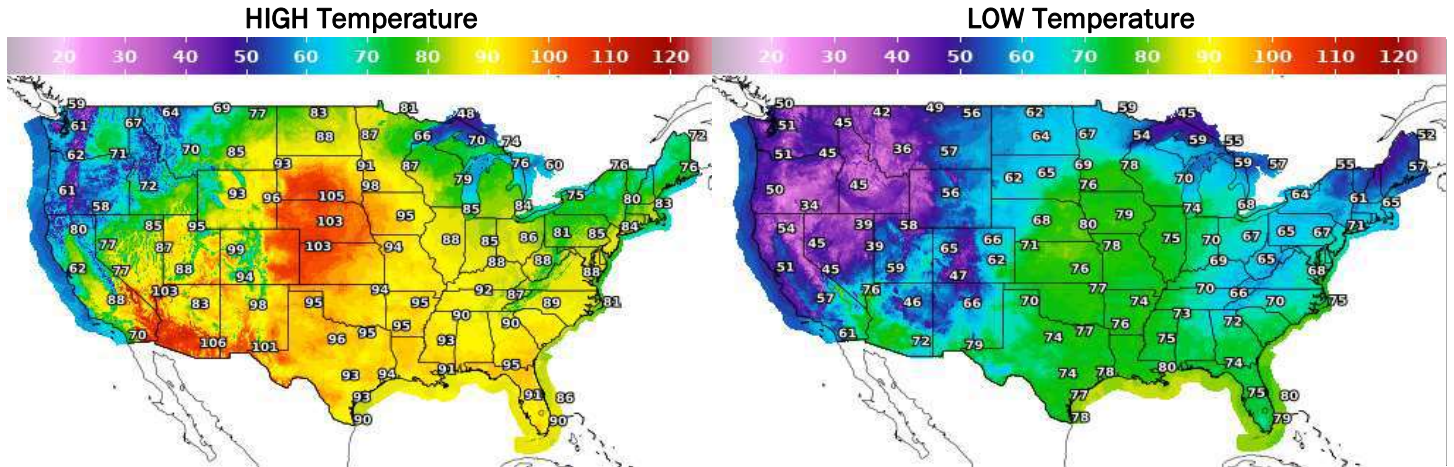 HIGH Temperature LOW Temperature
20 30 40 50 60 70 80 90 100 110 120 20 30 40 50 60 70 80 90 100 110 120
59 64 69 77 83 81 48 50 42 49 56 62 59 45
61 67 88 87 66 70 74 72 51 45 64 67 54 59 55 52
62 71 70 85 93 91 87 76 60 76 76 51 45 36 57 69 78 59 57 55 57
61 72 93 96 105 98 79 75 80 83 50 45 56 62 65 76 70 64 61 65
58 85 95 103 95 85 84 84 34 39 58 68 80 79 74 68 71
80 77 87 99 103 94 88 85 86 81 85 54 45 39 65 66 71 78 75 70 67 65 67
62 77 88 94 88 88 88 51 45 59 47 62 76 69 65 68
88 103 83 98 95 94 95 92 87 89 81 57 76 46 66 70 77 74 70 66 70 75
70 106 101 96 95 95 90 93 90 61 72 79 74 77 76 73 75 72
93 94 91 95 74 78 80 74
93 91 86 77 75 80
90 90 78 79